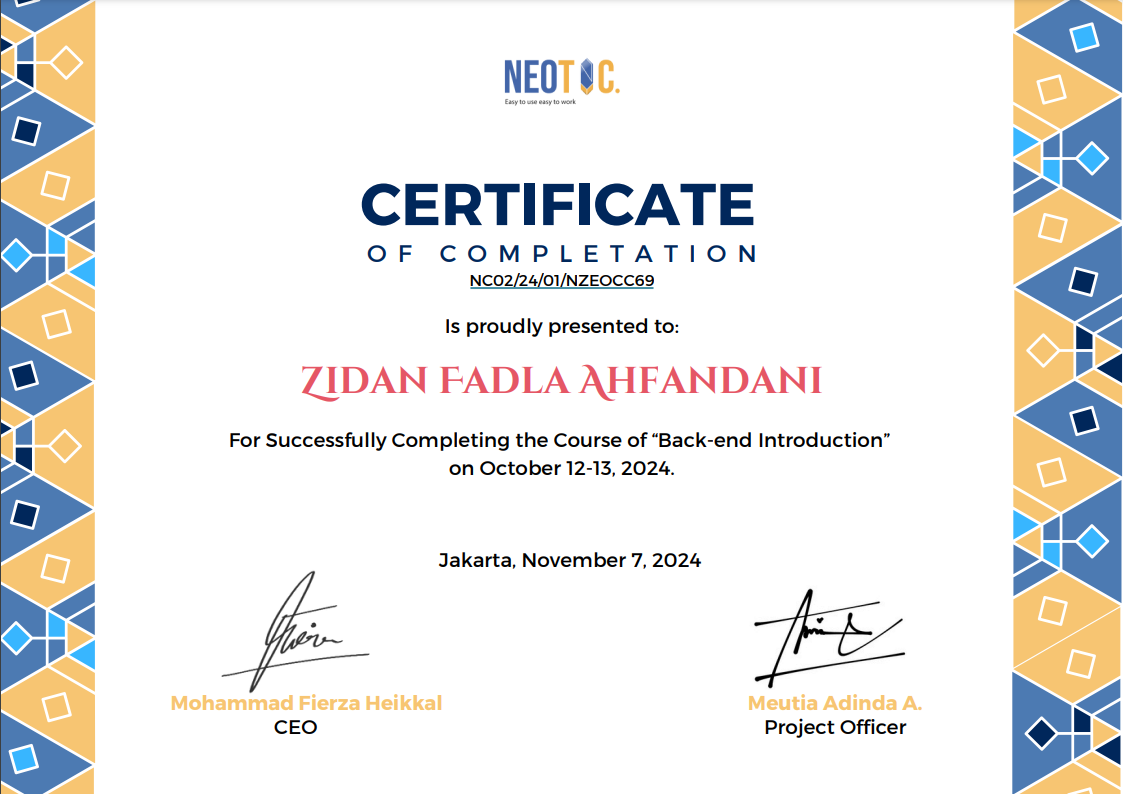 NEOTIC.
Easy to use easy to work
CERTIFICATE
OF COMPLETATION
NC02/24/01/NZEOCC69
Is proudly presented to:
Zidan Fadla Ahfandani
For Successfully Completing the Course of “Back-end Introduction”
on October 12-13, 2024.
Jakarta, November 7, 2024
Mohammad Fierza Heikkal
CEO
Meutia Adinda A.
Project Officer